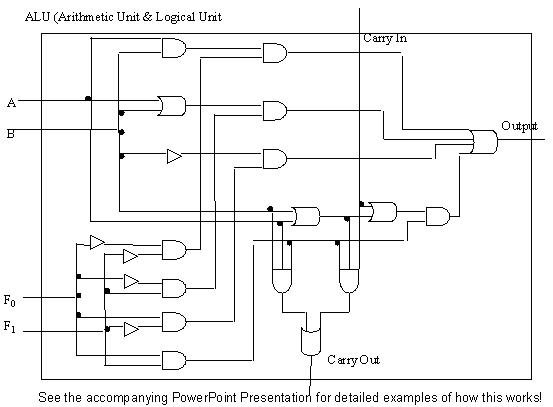 ALU (Arithmetic Unit & Logical Unit
Carry In
A
Output
B
F0
F1
Carry Out
See the accompanying PowerPoint Presentation for detailed examples of how this works!